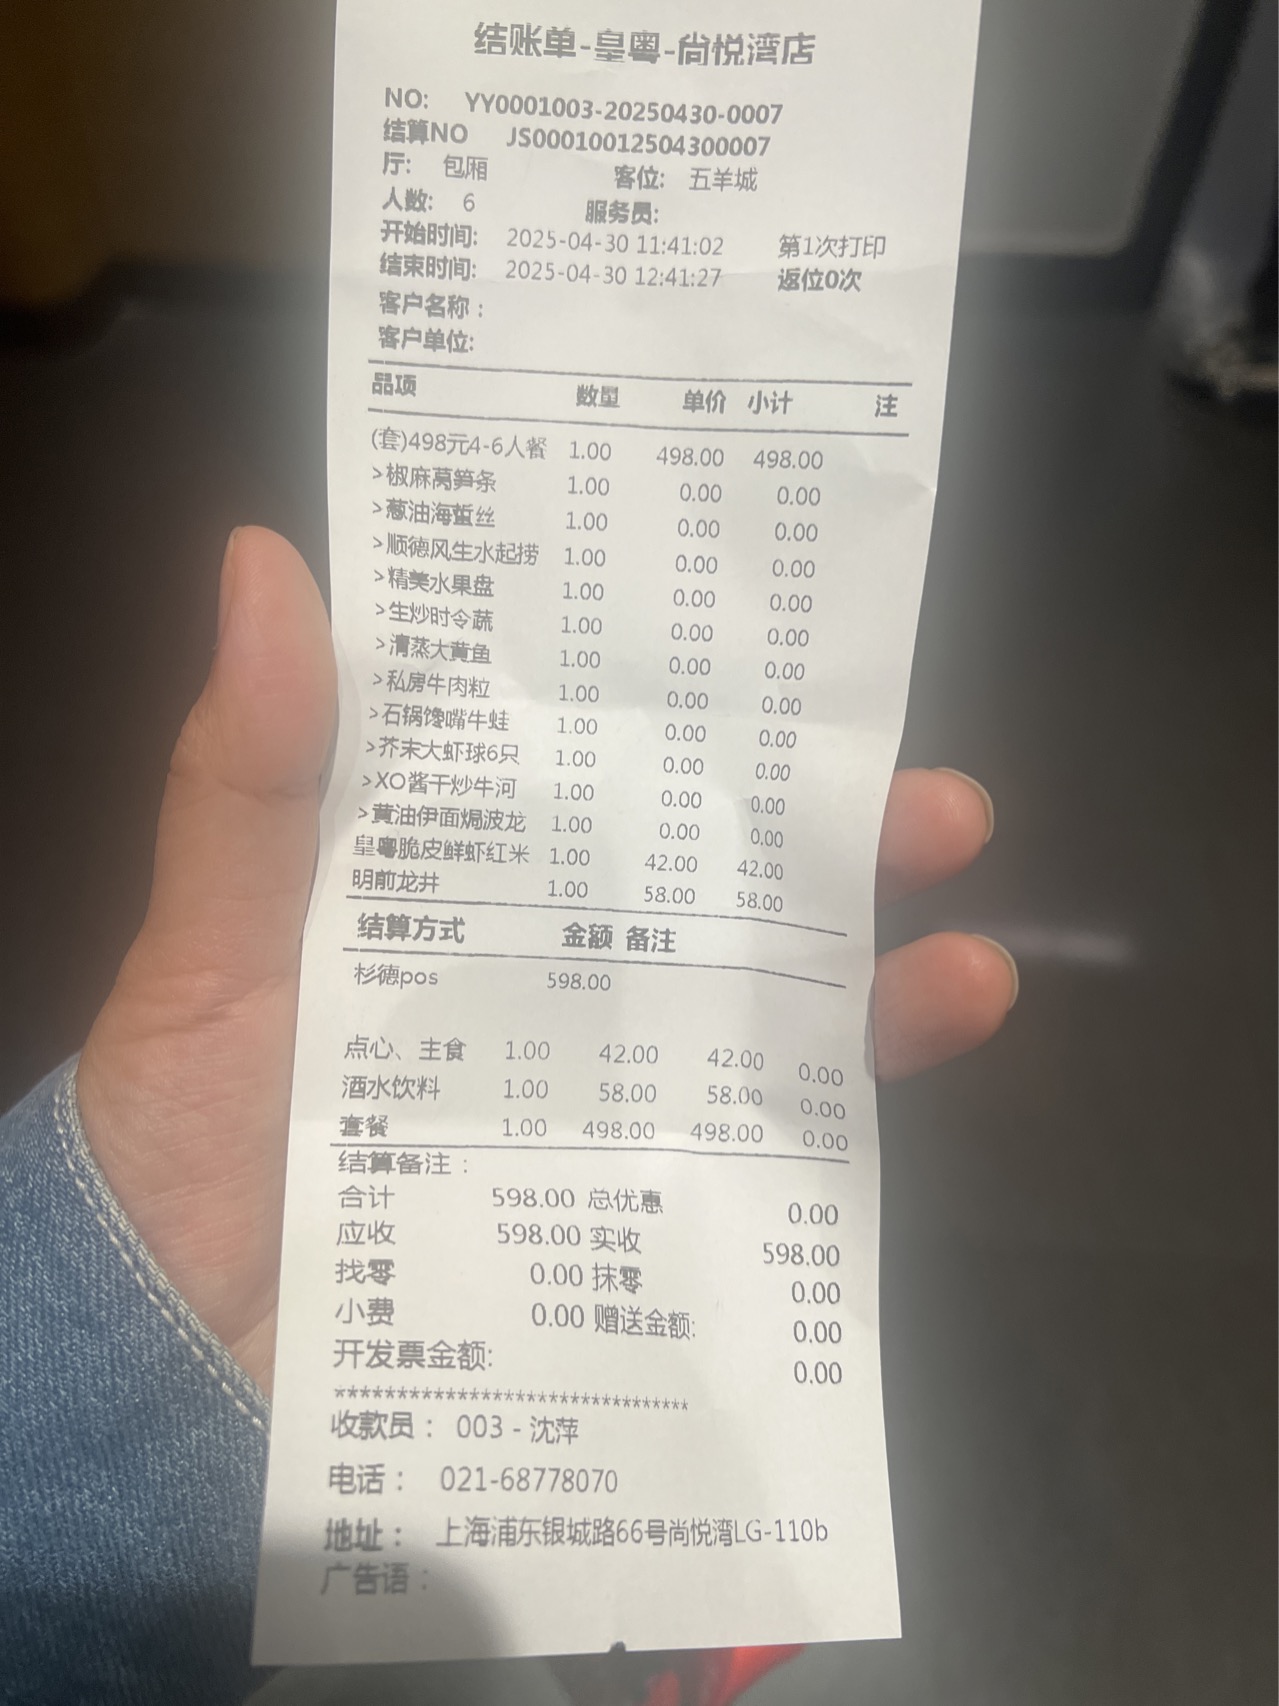 结账单-皇粤-尚悦湾店
NO: YY0001003-20250430-0007
结算NO JS00010012504300007
厅: 包厢 客位: 五羊城
人数: 6 服务员:
开始时间: 2025-04-30 11:41:02 第1次打印
结束时间: 2025-04-30 12:41:27 返位0次
客户名称：
客户单位:
品项 数量 单价 小计 注
(套)498元4-6人餐 1.00 498.00 498.00
>椒麻莴笋条 1.00 0.00 0.00
>葱油海蜇丝 1.00 0.00 0.00
>顺德风生水起捞 1.00 0.00 0.00
>精美水果盘 1.00 0.00 0.00
>生炒时令蔬 1.00 0.00 0.00
>清蒸大黄鱼 1.00 0.00 0.00
>私房牛肉粒 1.00 0.00 0.00
>石锅馋嘴牛蛙 1.00 0.00 0.00
>芥末大虾球6只 1.00 0.00 0.00
>XO酱干炒牛河 1.00 0.00 0.00
>黄油伊面焗波龙 1.00 0.00 0.00
皇粤脆皮鲜虾红米 1.00 42.00 42.00
明前龙井 1.00 58.00 58.00
结算方式 金额 备注
杉德pos 598.00
点心、主食 1.00 42.00 42.00 0.00
酒水饮料 1.00 58.00 58.00 0.00
套餐 1.00 498.00 498.00 0.00
结算备注：
合计 598.00 总优惠 0.00
应收 598.00 实收 598.00
找零 0.00 抹零 0.00
小费 0.00 赠送金额: 0.00
开发票金额: 0.00
********************************
收款员： 003 - 沈萍
电话： 021-68778070
地址： 上海浦东银城路66号尚悦湾LG-110b
广告语：